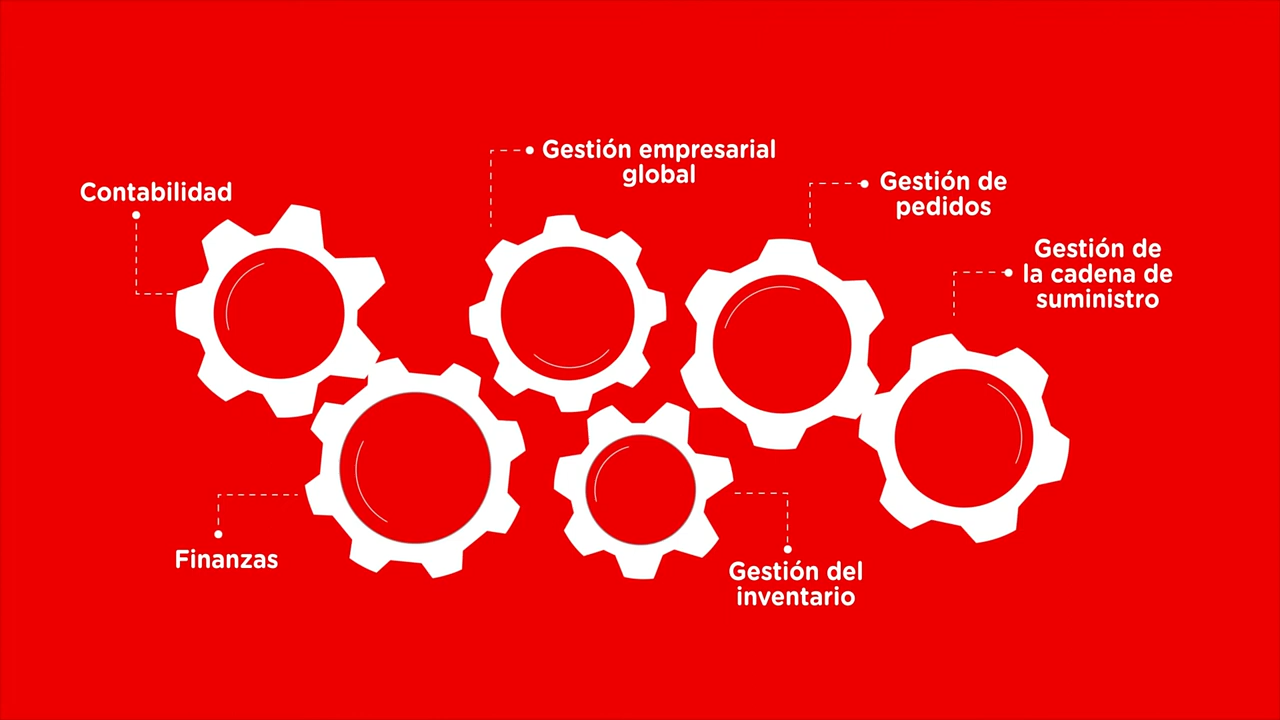 Contabilidad
Gestión empresarial
global
Gestión de
pedidos
Gestión de
la cadena de
suministro
Finanzas
Gestión del
inventario